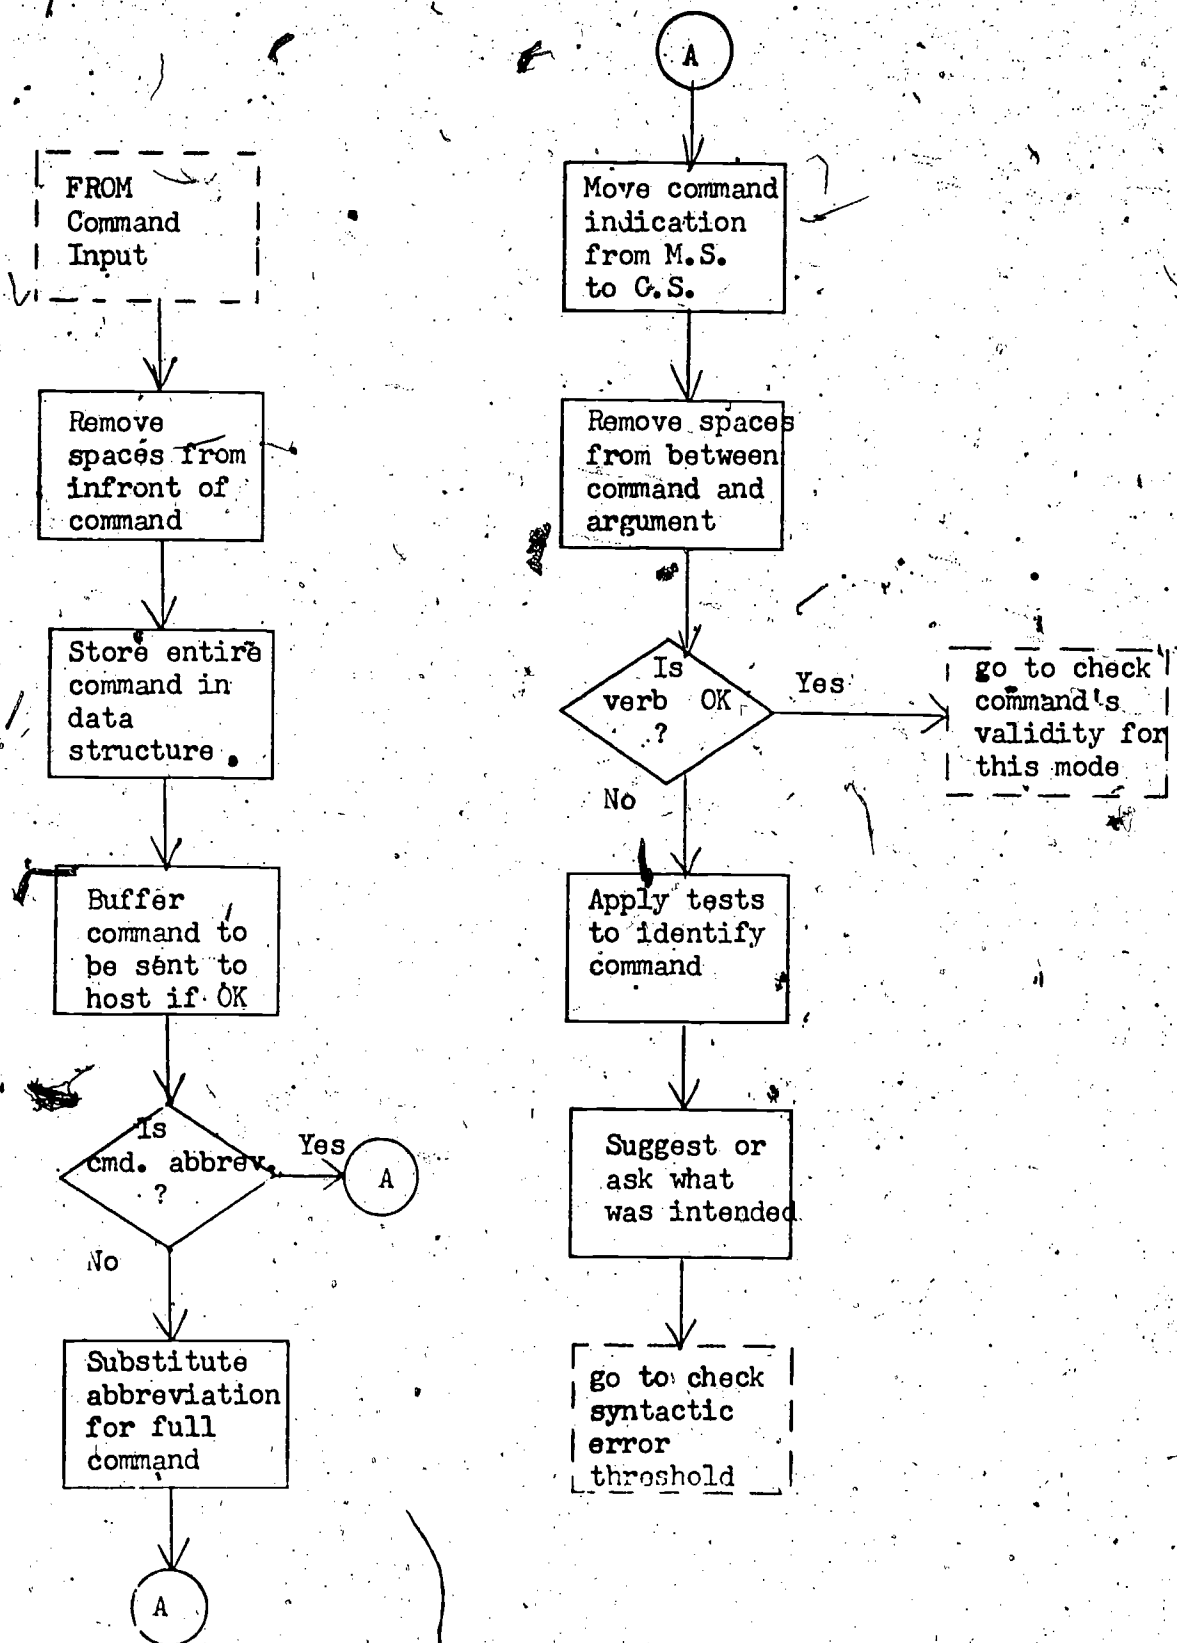 FROM
Command
Input
Remove
spaces from
infront of
command
Store entire
command in
data
structure
Buffer
command to
be sent to
host if OK
Is
cmd. abbrev.
?
Yes
A
No
Substitute
abbreviation
for full
command
A
A
Move command
indication
from M.S.
to C.S.
Remove spaces
from between
command and
argument
Is
verb OK
?
Yes
go to check
command's
validity for
this mode
No
Apply tests
to identify
command
Suggest or
ask what
was intended
go to check
syntactic
error
threshold